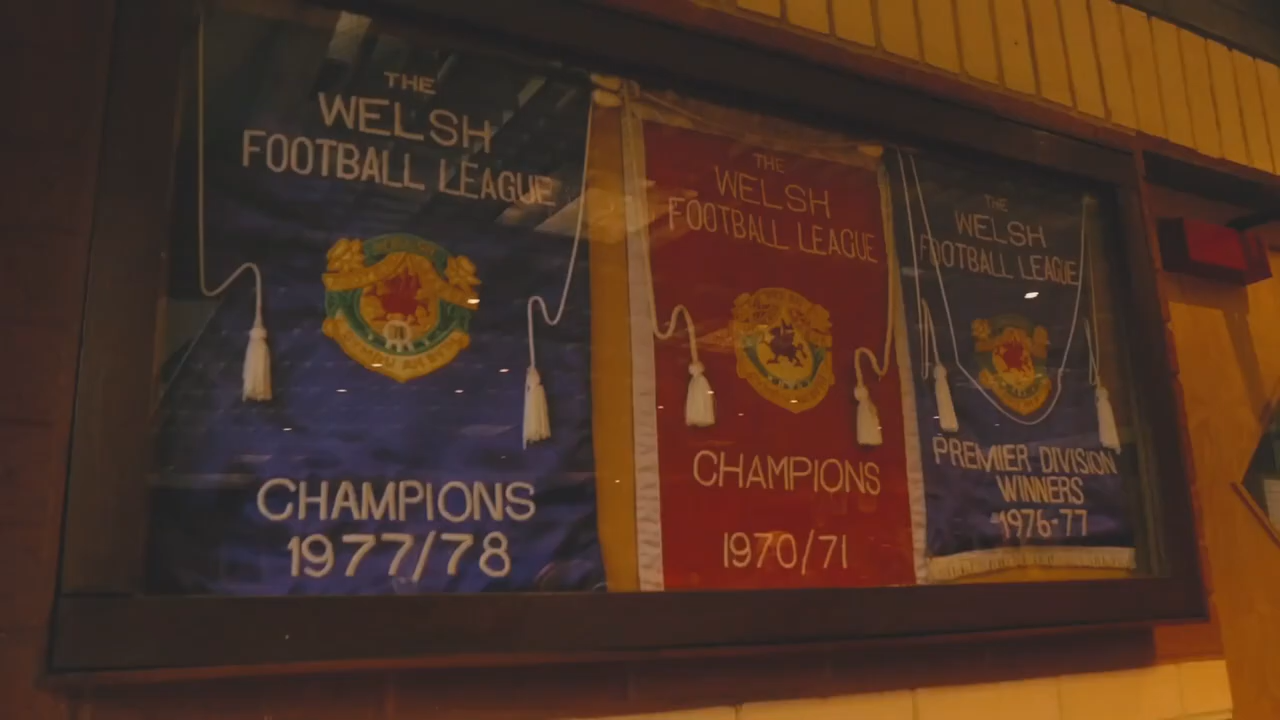 THE
WELSH
FOOTBALL LEAGUE
CHAMPIONS
1977/78
THE
WELSH
FOOTBALL LEAGUE
CHAMPIONS
1970/71
THE
WELSH
FOOTBALL LEAGUE
PREMIER DIVISION
WINNERS
1976-77